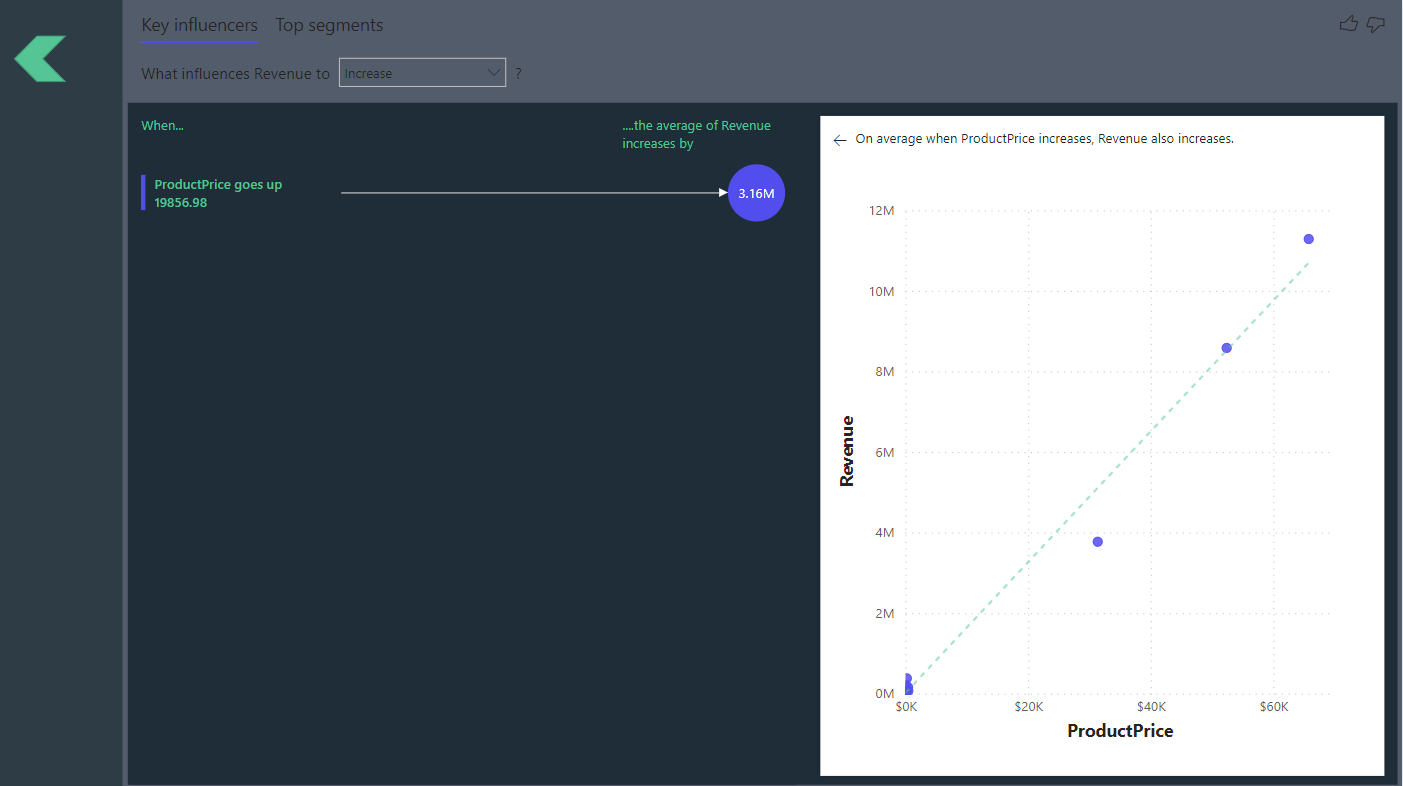 Key influencers Top segments
What influences Revenue to Increase ?
When...
....the average of Revenue
increases by
ProductPrice goes up
19856.98
3.16M
On average when ProductPrice increases, Revenue also increases.
12M
10M
8M
6M
4M
2M
0M
Revenue
$0K $20K $40K $60K
ProductPrice